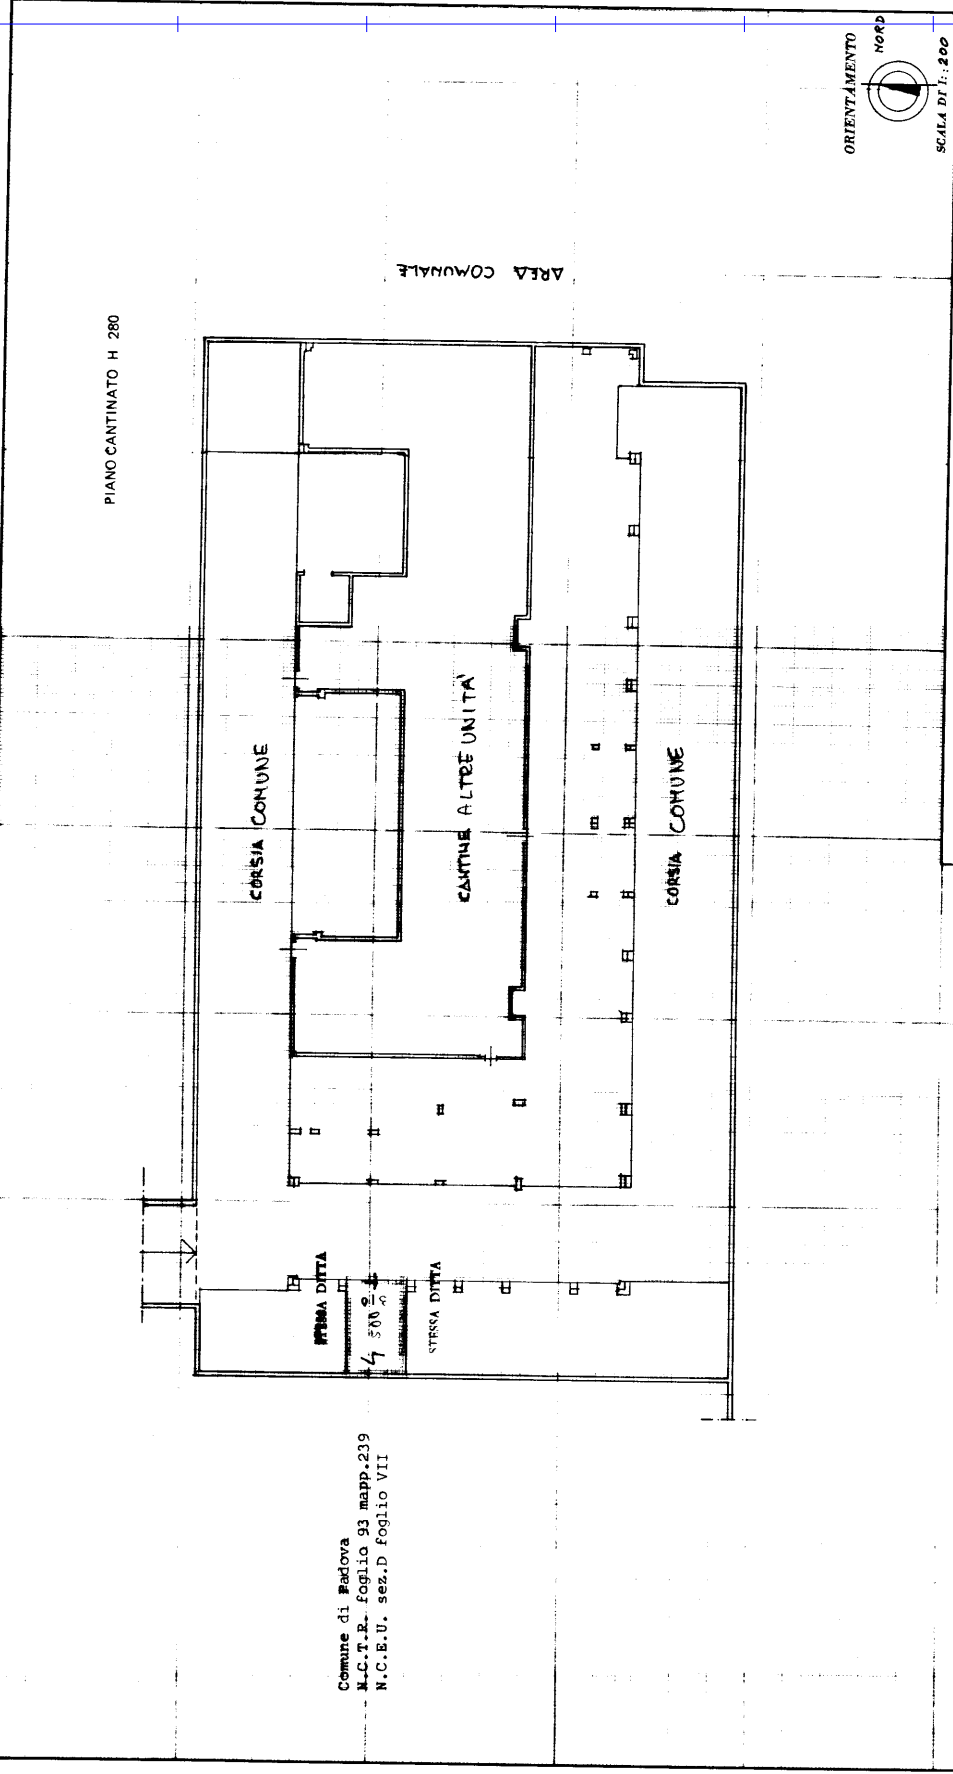 ORIENTAMENTO
NORD
SCALA DI 1:200
AREA COMUNALE
PIANO CANTINATO H 280
CORSIA COMUNE
CANTINE ALTRE UNITA'
CORSIA COMUNE
STESSA DITTA
STESSA DITTA
Comune di Padova
N.C.T.R. foglio 93 mapp.239
N.C.E.U. sez.D foglio VII